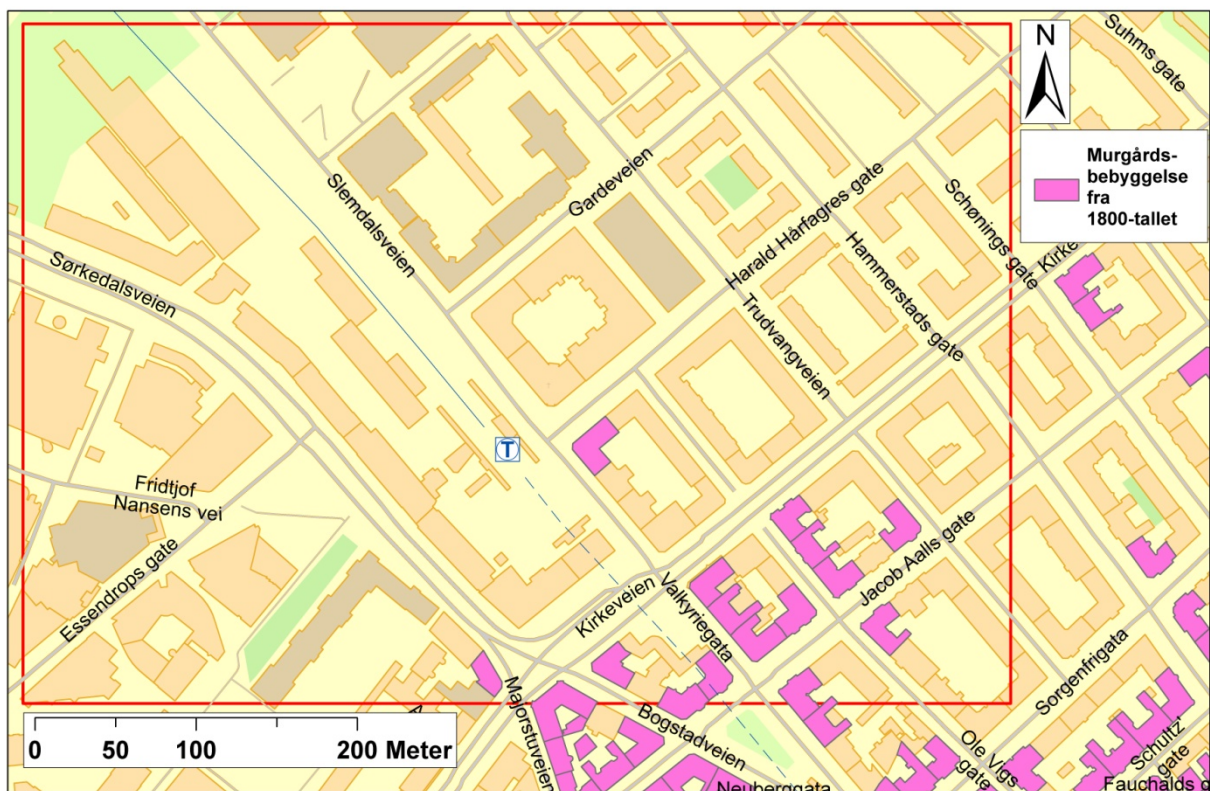 Suhms gate
N
Murgårds-
bebyggelse
fra
1800-tallet
Slemdalsveien
Gardeveien
Schønings gate
Kirke
Harald Hårfagres gate
Hammerstads gate
Trudvangveien
Sørkedalsveien
T
Fridtjof
Nansens vei
Essendrops gate
Jacob Aalls gate
Kirkeveien
Valkyriegata
Sorgenfrigata
Majorstuveien
Bogstadveien
Ole Vigs
gate
Schultz'
gate
Neuberggata
Fauchalds g
0 50 100 200 Meter